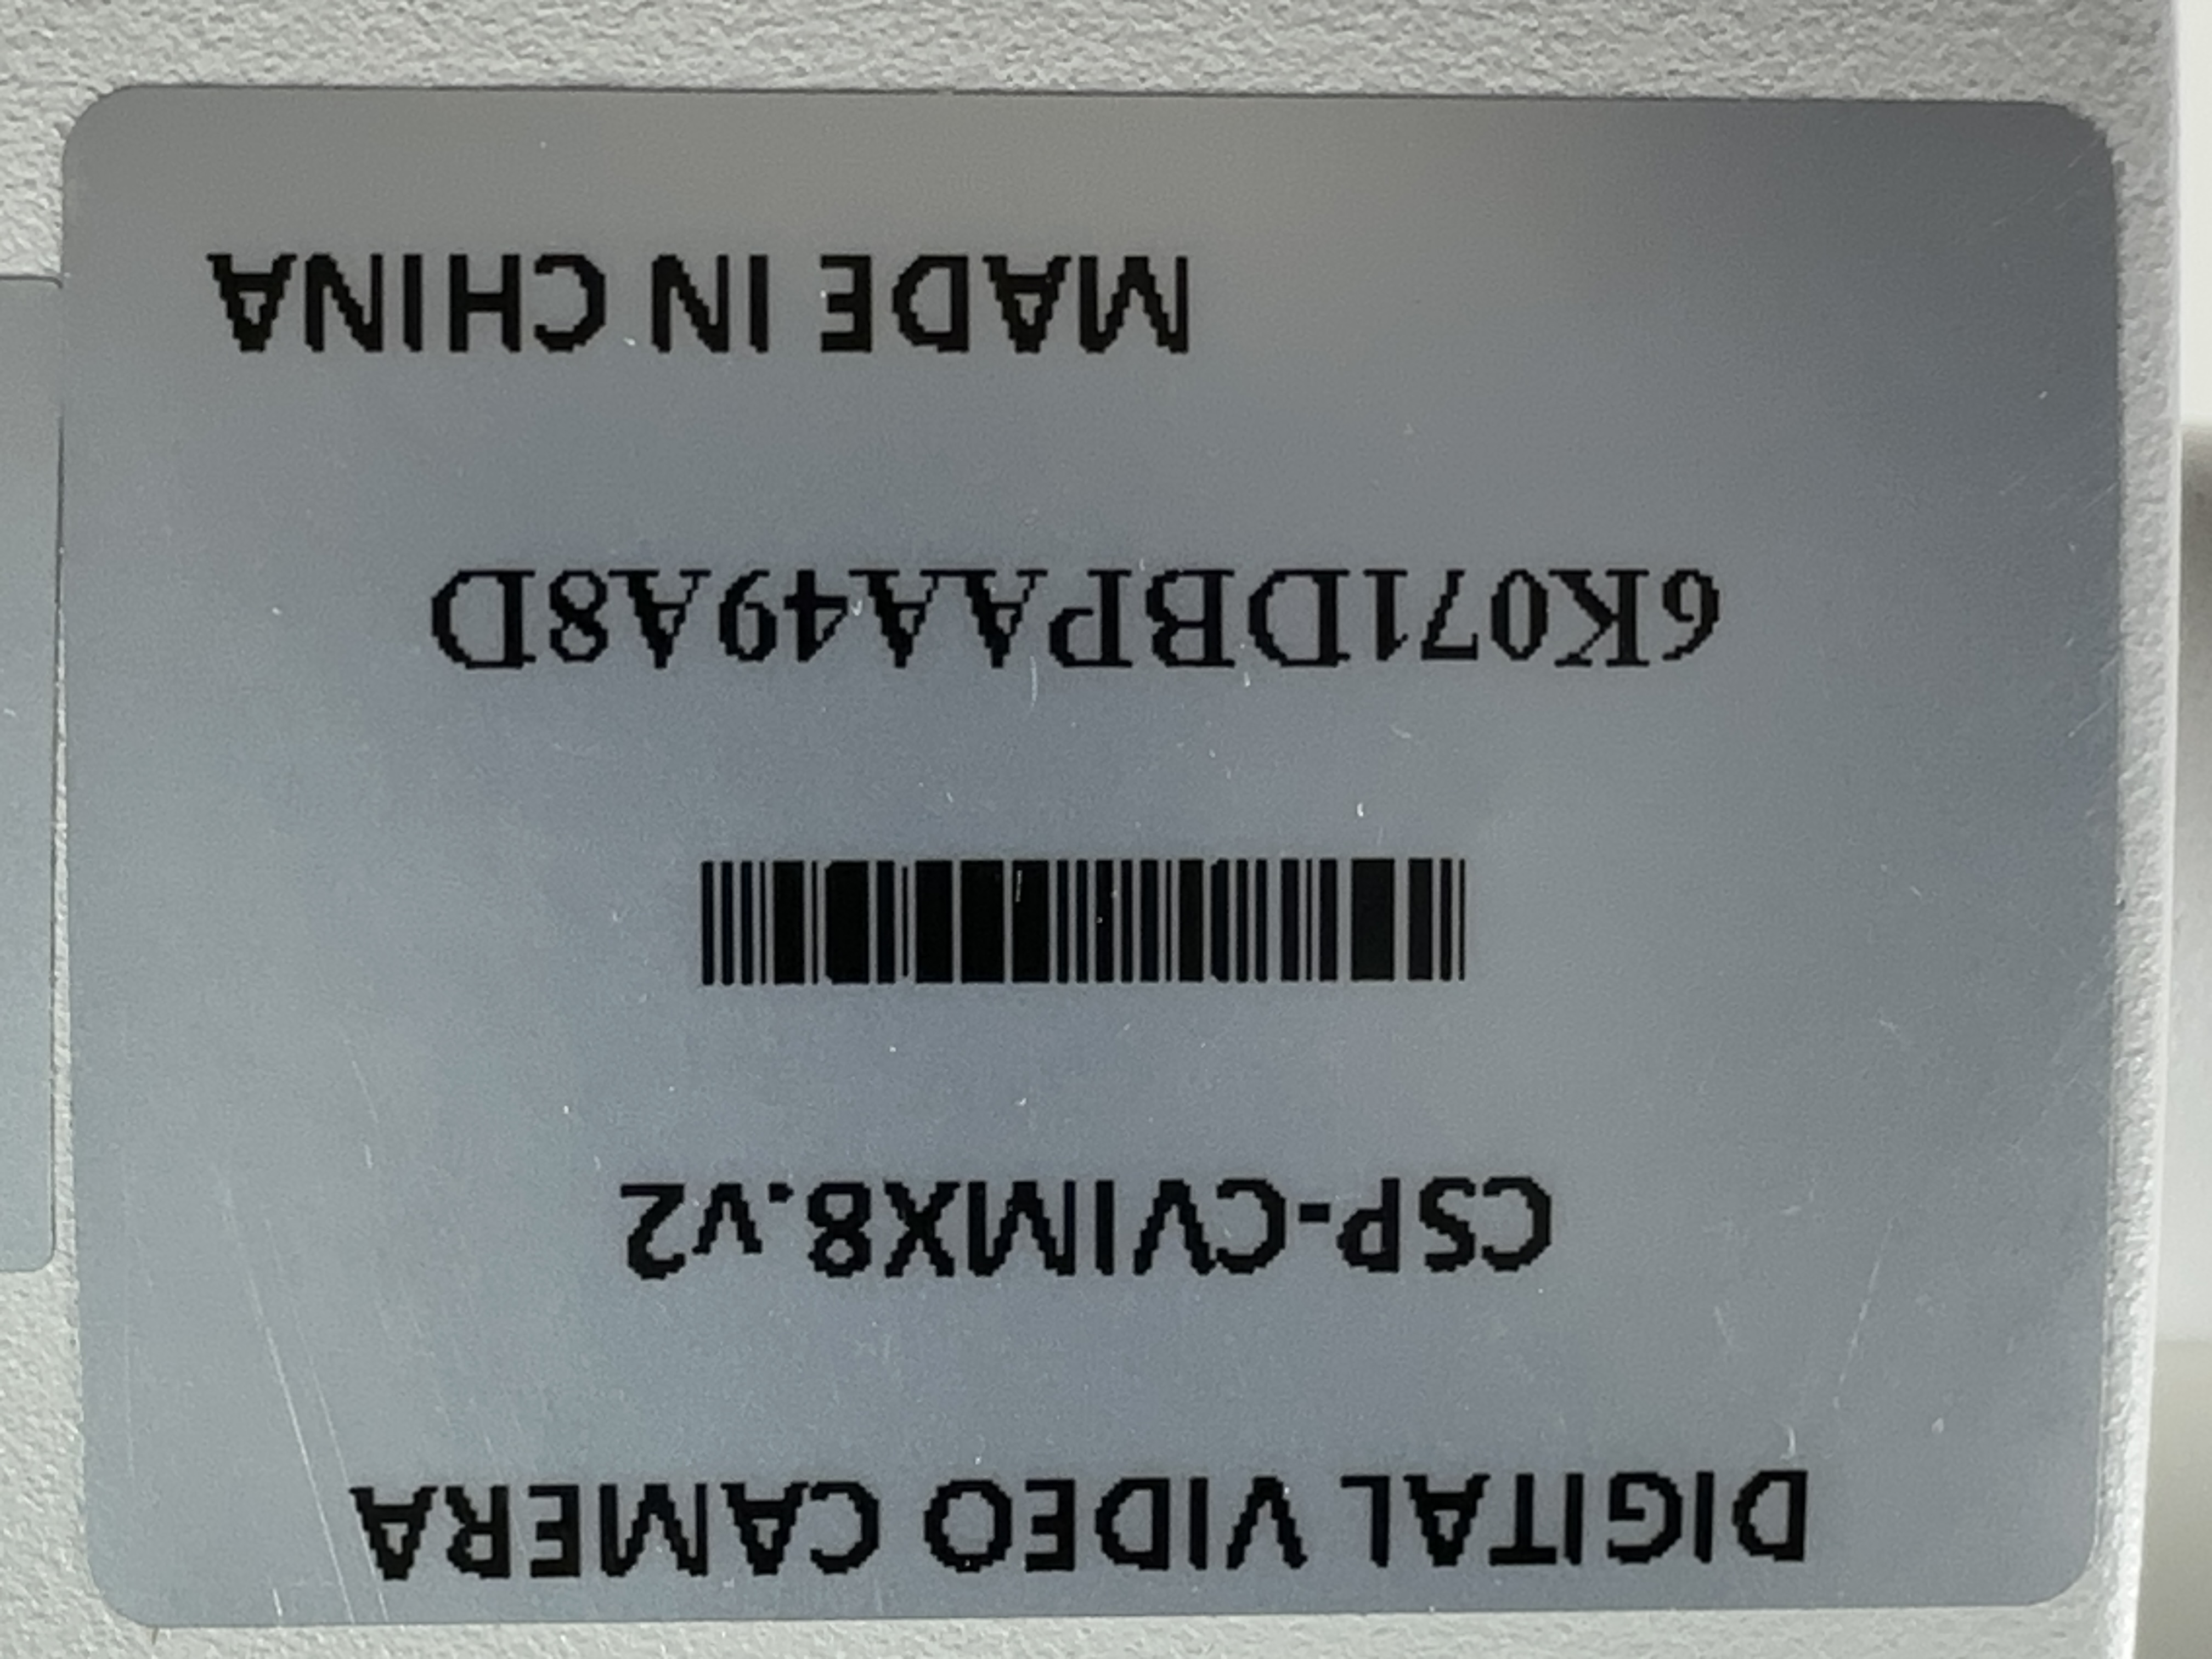 DIGITAL VIDEO CAMERA
CSP-CVIMX8.v2
6K071DBPAA49A8D
MADE IN CHINA